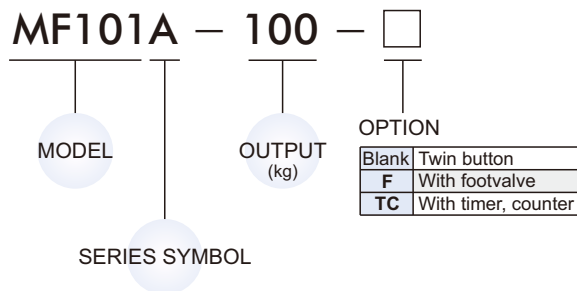 MF101A – 100 – □
MODEL
OUTPUT
(kg)
OPTION
Blank Twin button
F With footvalve
TC With timer, counter
SERIES SYMBOL